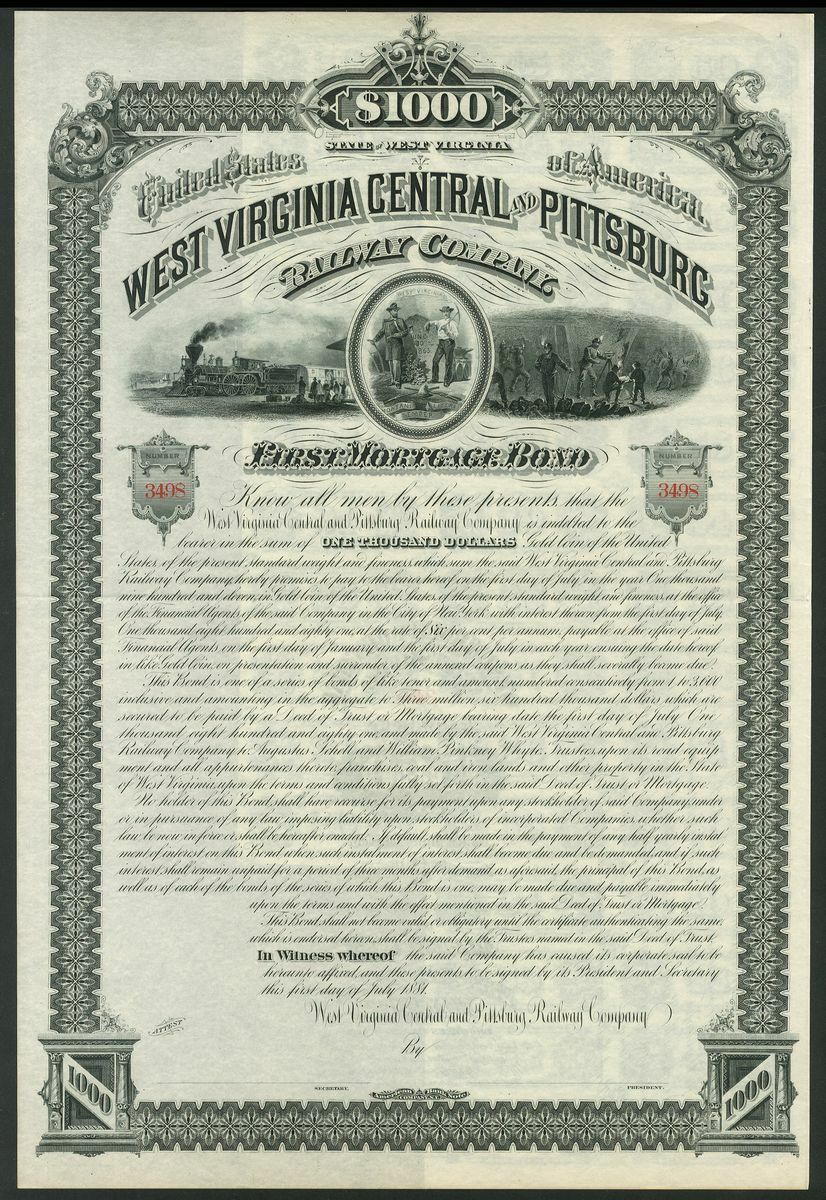 $1000
STATE OF WEST VIRGINIA
United States of America
WEST VIRGINIA CENTRAL AND PITTSBURG
RAILWAY COMPANY
FIRST MORTGAGE BOND
NUMBER
3498
NUMBER
3498
Know all men by these presents, that the
West Virginia Central and Pittsburg Railway Company is indebted to the
bearer in the sum of ONE THOUSAND DOLLARS Gold Coin of the United
States of the present standard weight and fineness, which sum the said West Virginia Central and Pittsburg
Railway Company, hereby promises to pay to the bearer hereof on the first day of July in the year One thousand
nine hundred and eleven, in Gold Coin of the United States of the present standard weight and fineness, at the office
of the Financial Agents of the said Company in the City of New York with interest thereon from the first day of July
One thousand eight hundred and eighty one, at the rate of Six per cent per annum, payable at the office of said
Financial Agents on the first day of January and the first day of July in each year ensuing the date hereof
in like Gold Coin, on presentation and surrender of the annexed coupons as they shall severally become due.
This Bond is one of a series of bonds of like tenor and amount, numbered consecutively from 1 to
inclusive and amounting in the aggregate to Three million six hundred thousand dollars which are
secured to be paid by a Deed of Trust or Mortgage bearing date the first day of July One
thousand eight hundred and eighty one and made by the said West Virginia Central and Pittsburg
Railway Company to Augustus Schell and William Pinkney Whyte, Trustees, upon its road equip
ment and all appurtenances thereto, franchises, coal and iron lands and other property in the State
of West Virginia, upon the terms and conditions fully set forth in the said Deed of Trust or Mortgage.
No holder of this Bond, shall have recourse for its payment upon any stockholder of said Company, under
or in pursuance of any law imposing liability upon stockholders of incorporated Companies, whether such
law be now in force or shall be hereafter enacted. If default shall be made in the payment of any half yearly instal
ment of interest on this Bond when such instalment of interest shall become due and be demanded, and if such
interest shall remain unpaid for a period of three months after demand as aforesaid, the principal of this Bond, as
well as of each of the bonds of the series of which this Bond is one, may be made due and payable immediately
upon the terms and with the effect mentioned in the said Deed of Trust or Mortgage.
This Bond shall not become valid or obligatory until the certificate authenticating the same,
which is endorsed hereon, shall be signed by the Trustees named in the said Deed of Trust.
In Witness whereof the said Company has caused its corporate seal to be
hereunto affixed, and these presents to be signed by its President and Secretary
this first day of July 1881.
West Virginia Central and Pittsburg Railway Company
ATTEST
By
SECRETARY.
PRESIDENT.
AMERICAN BANK NOTE COMPANY
1000
1000